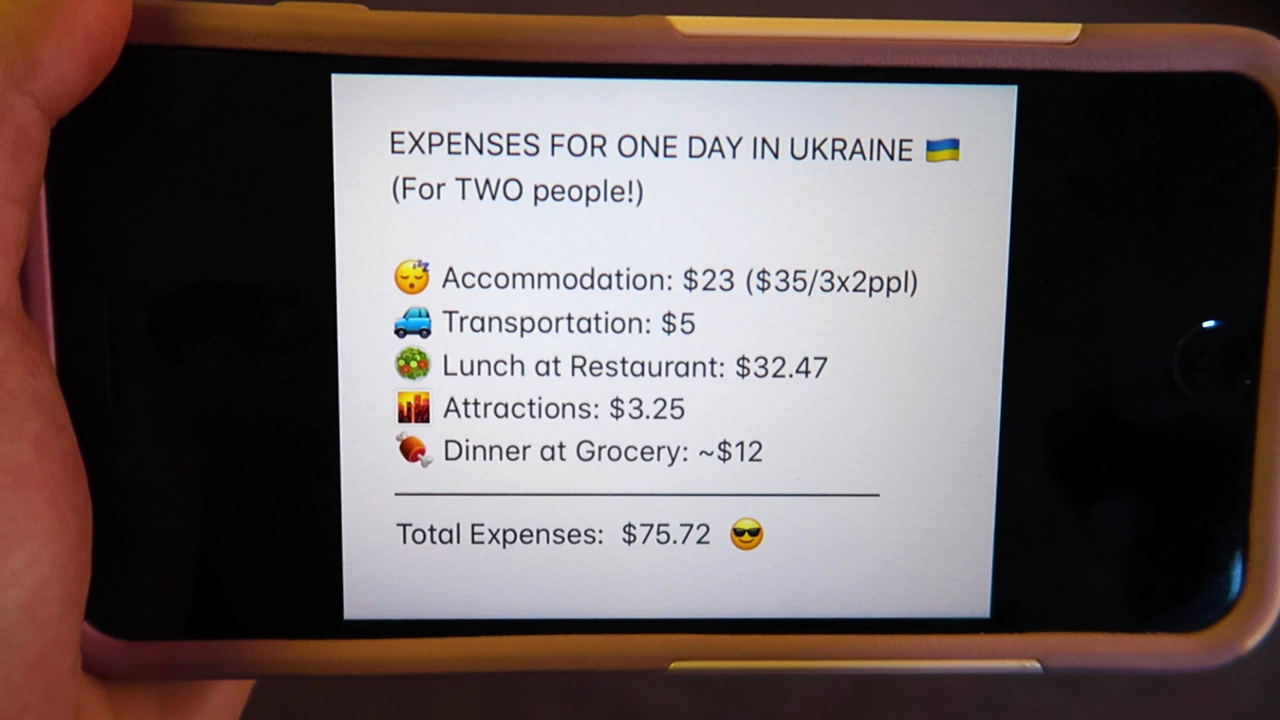 EXPENSES FOR ONE DAY IN UKRAINE 🇺🇦
(For TWO people!)
😴 Accommodation: $23 ($35/3x2ppl)
🚙 Transportation: $5
🥗 Lunch at Restaurant: $32.47
🌇 Attractions: $3.25
🍖 Dinner at Grocery: ~$12
Total Expenses: $75.72 😎